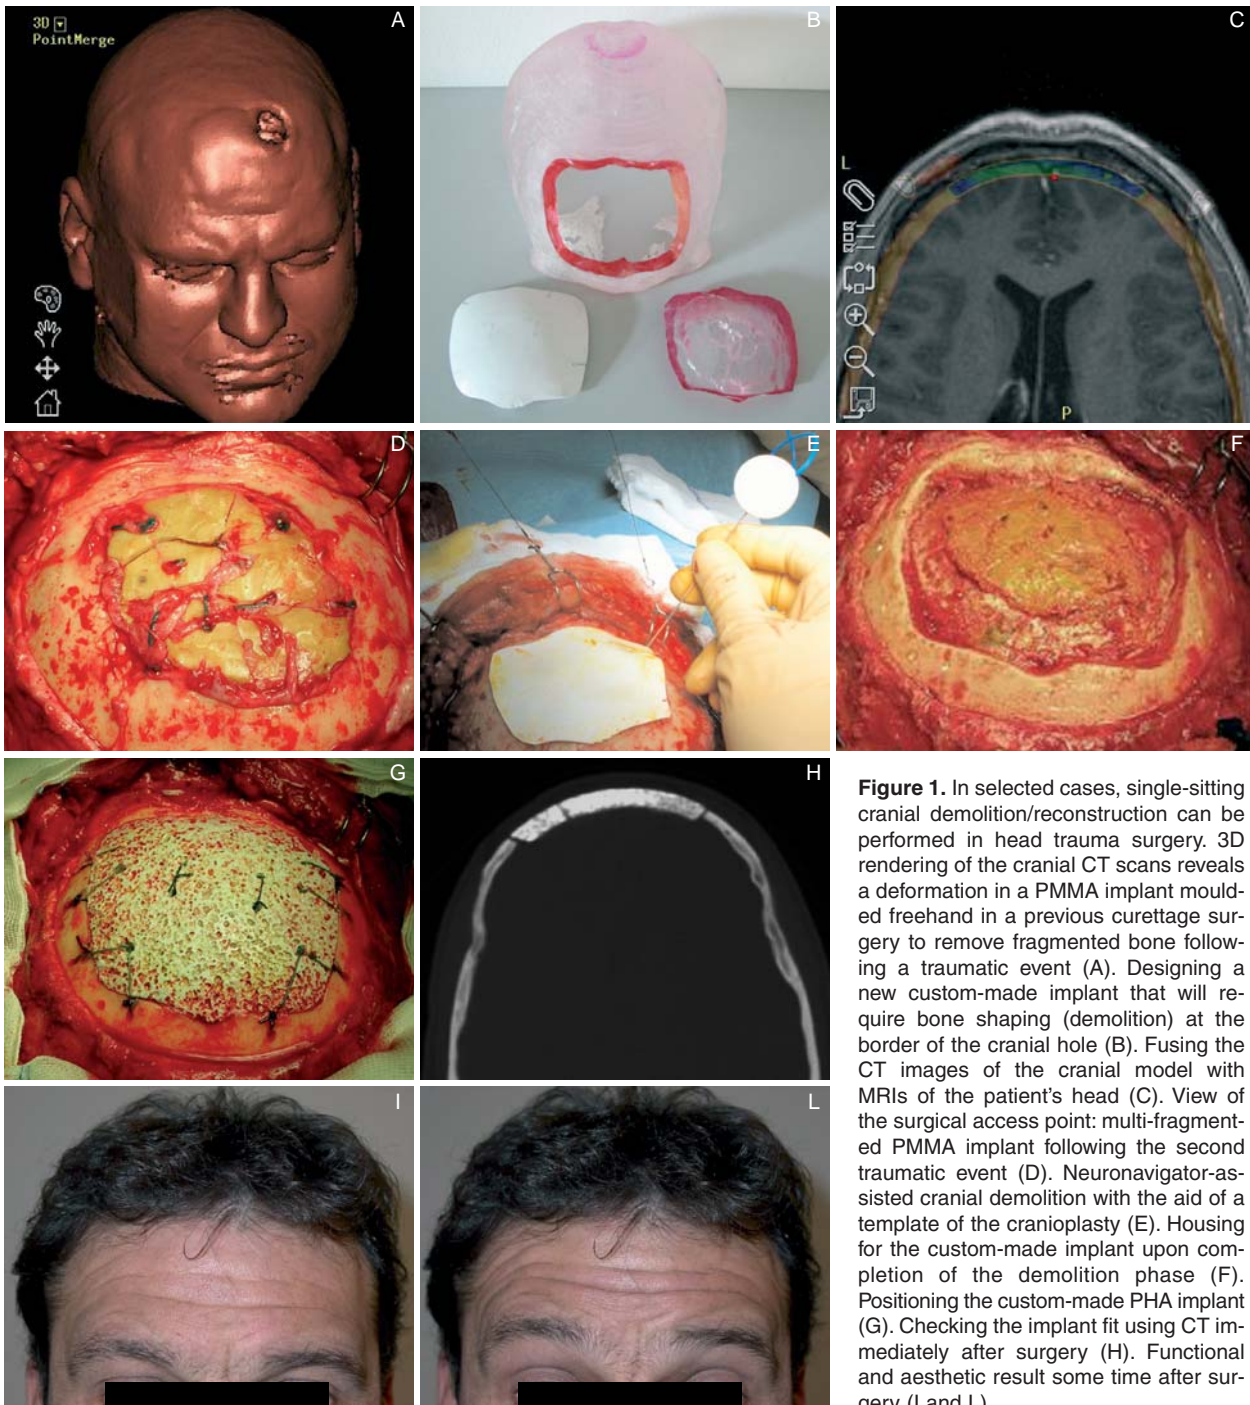 3D
PointMerge
A
B
C
L
P
D
E
F
G
H
I
L
Figure 1. In selected cases, single-sitting
cranial demolition/reconstruction can be
performed in head trauma surgery. 3D
rendering of the cranial CT scans reveals
a deformation in a PMMA implant mould-
ed freehand in a previous curettage sur-
gery to remove fragmented bone follow-
ing a traumatic event (A). Designing a
new custom-made implant that will re-
quire bone shaping (demolition) at the
border of the cranial hole (B). Fusing the
CT images of the cranial model with
MRIs of the patient's head (C). View of
the surgical access point: multi-fragment-
ed PMMA implant following the second
traumatic event (D). Neuronavigator-as-
sisted cranial demolition with the aid of a
template of the cranioplasty (E). Housing
for the custom-made implant upon com-
pletion of the demolition phase (F).
Positioning the custom-made PHA implant
(G). Checking the implant fit using CT im-
mediately after surgery (H). Functional
and aesthetic result some time after sur-
gery (I and L).